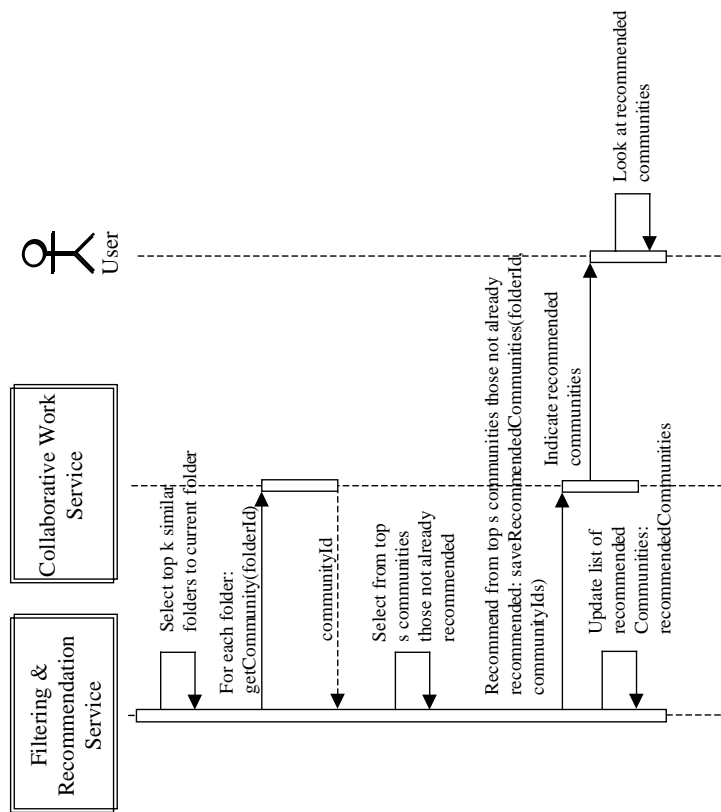 Filtering &
Recommendation
Service
Collaborative Work
Service
User
Select top k similar
folders to current folder
For each folder:
getCommunity(folderId)
communityId
Select from top
s communities
those not already
recommended
Recommend from top s communities those not already
recommended: saveRecommendedCommunities(folderId,
communityIds)
Indicate recommended
communities
Update list of
recommended
Communities:
recommendedCommunities
Look at recommended
communities